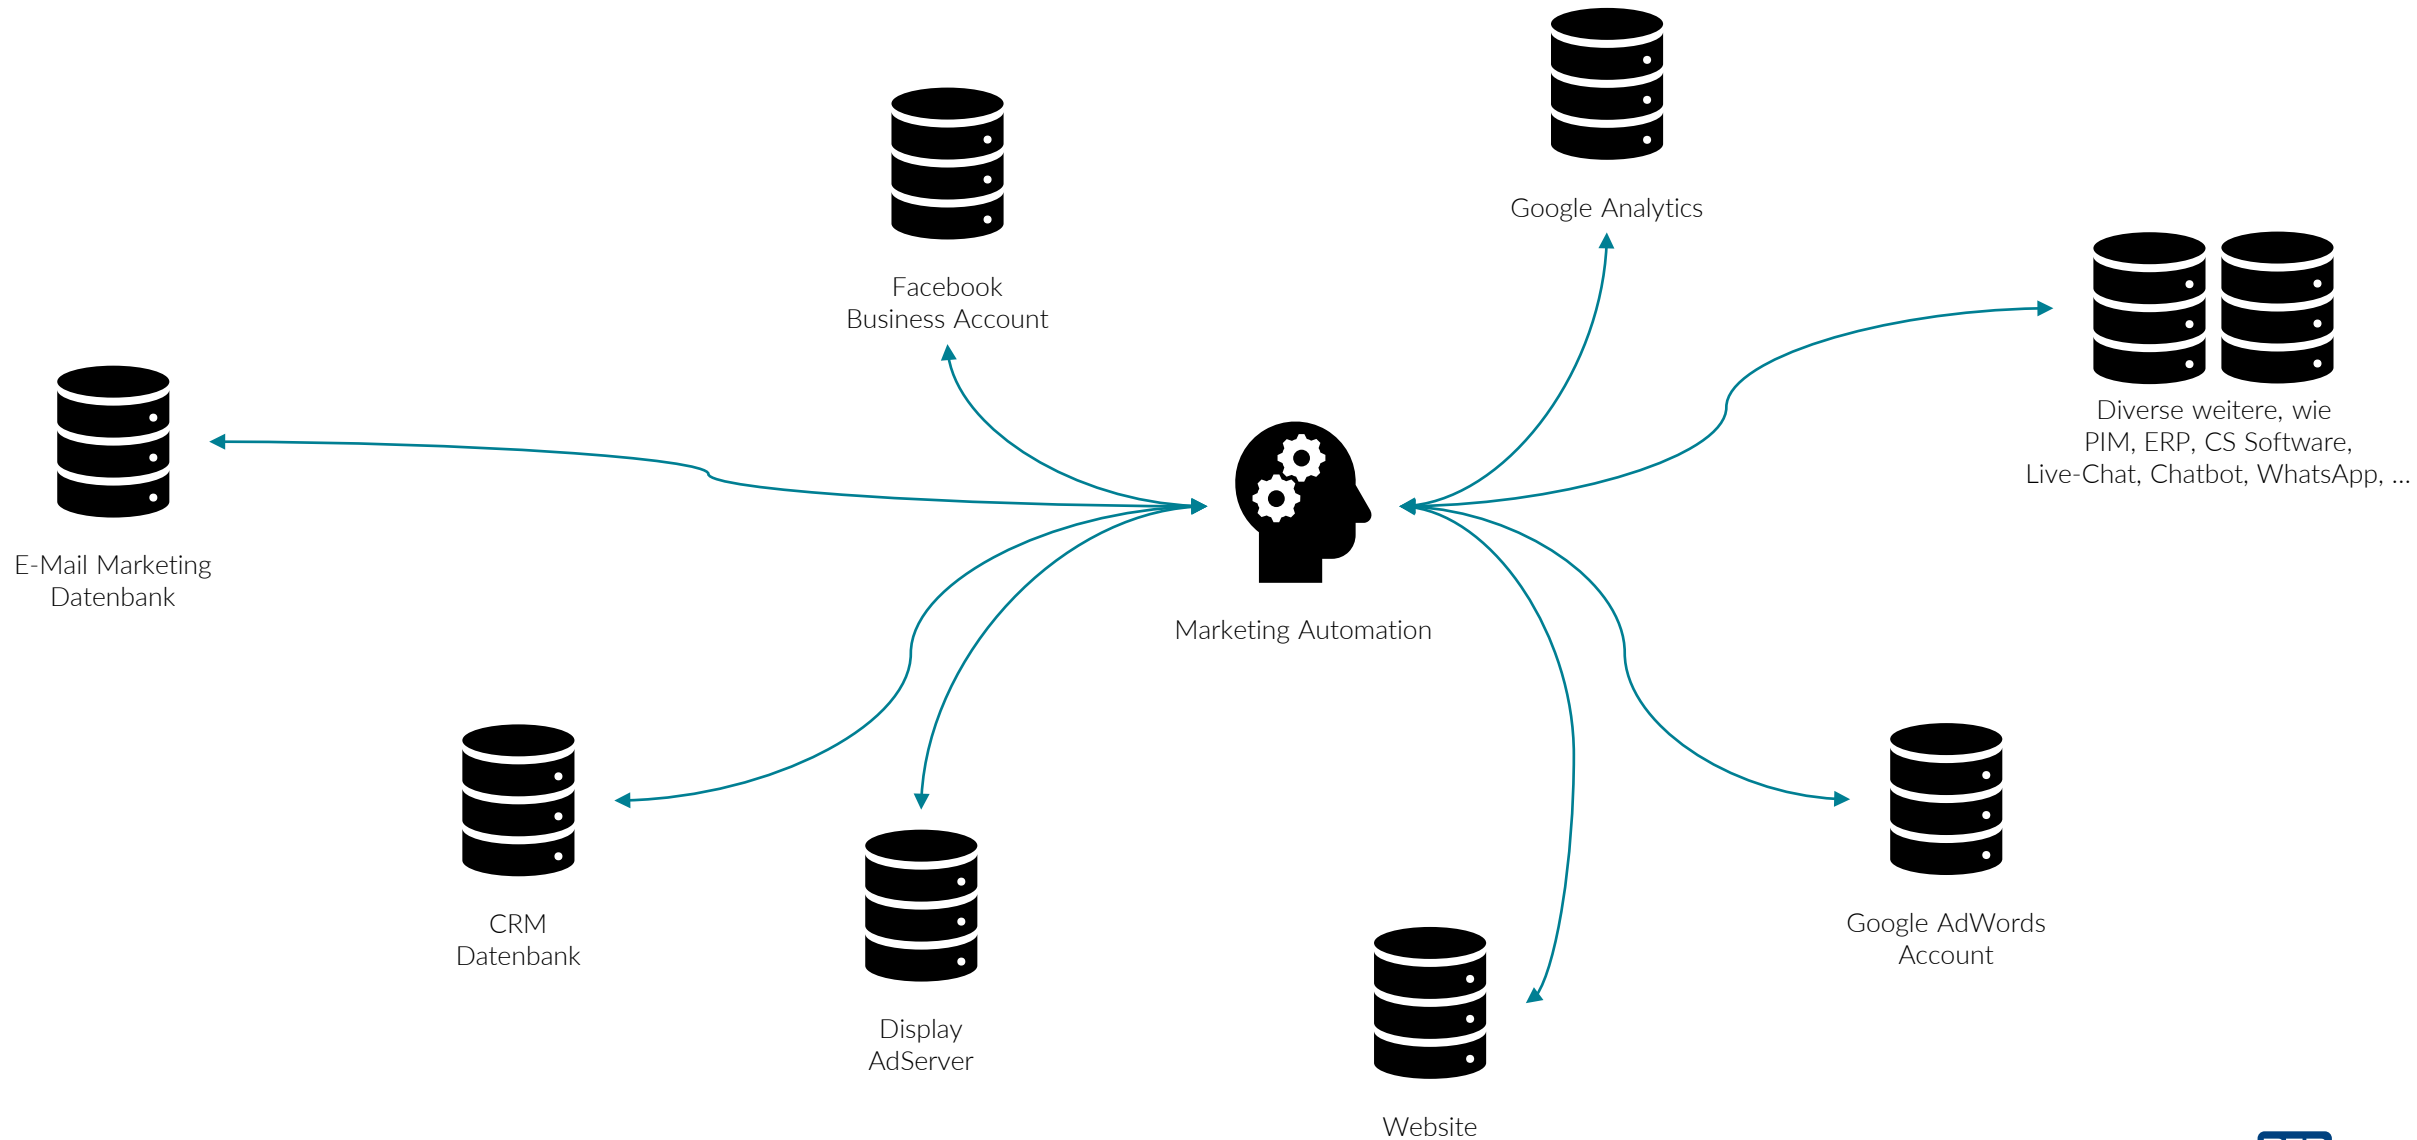 Google Analytics
Facebook
Business Account
Diverse weitere, wie
PIM, ERP, CS Software,
Live-Chat, Chatbot, WhatsApp, ...
E-Mail Marketing
Datenbank
Marketing Automation
CRM
Datenbank
Google AdWords
Account
Display
AdServer
Website